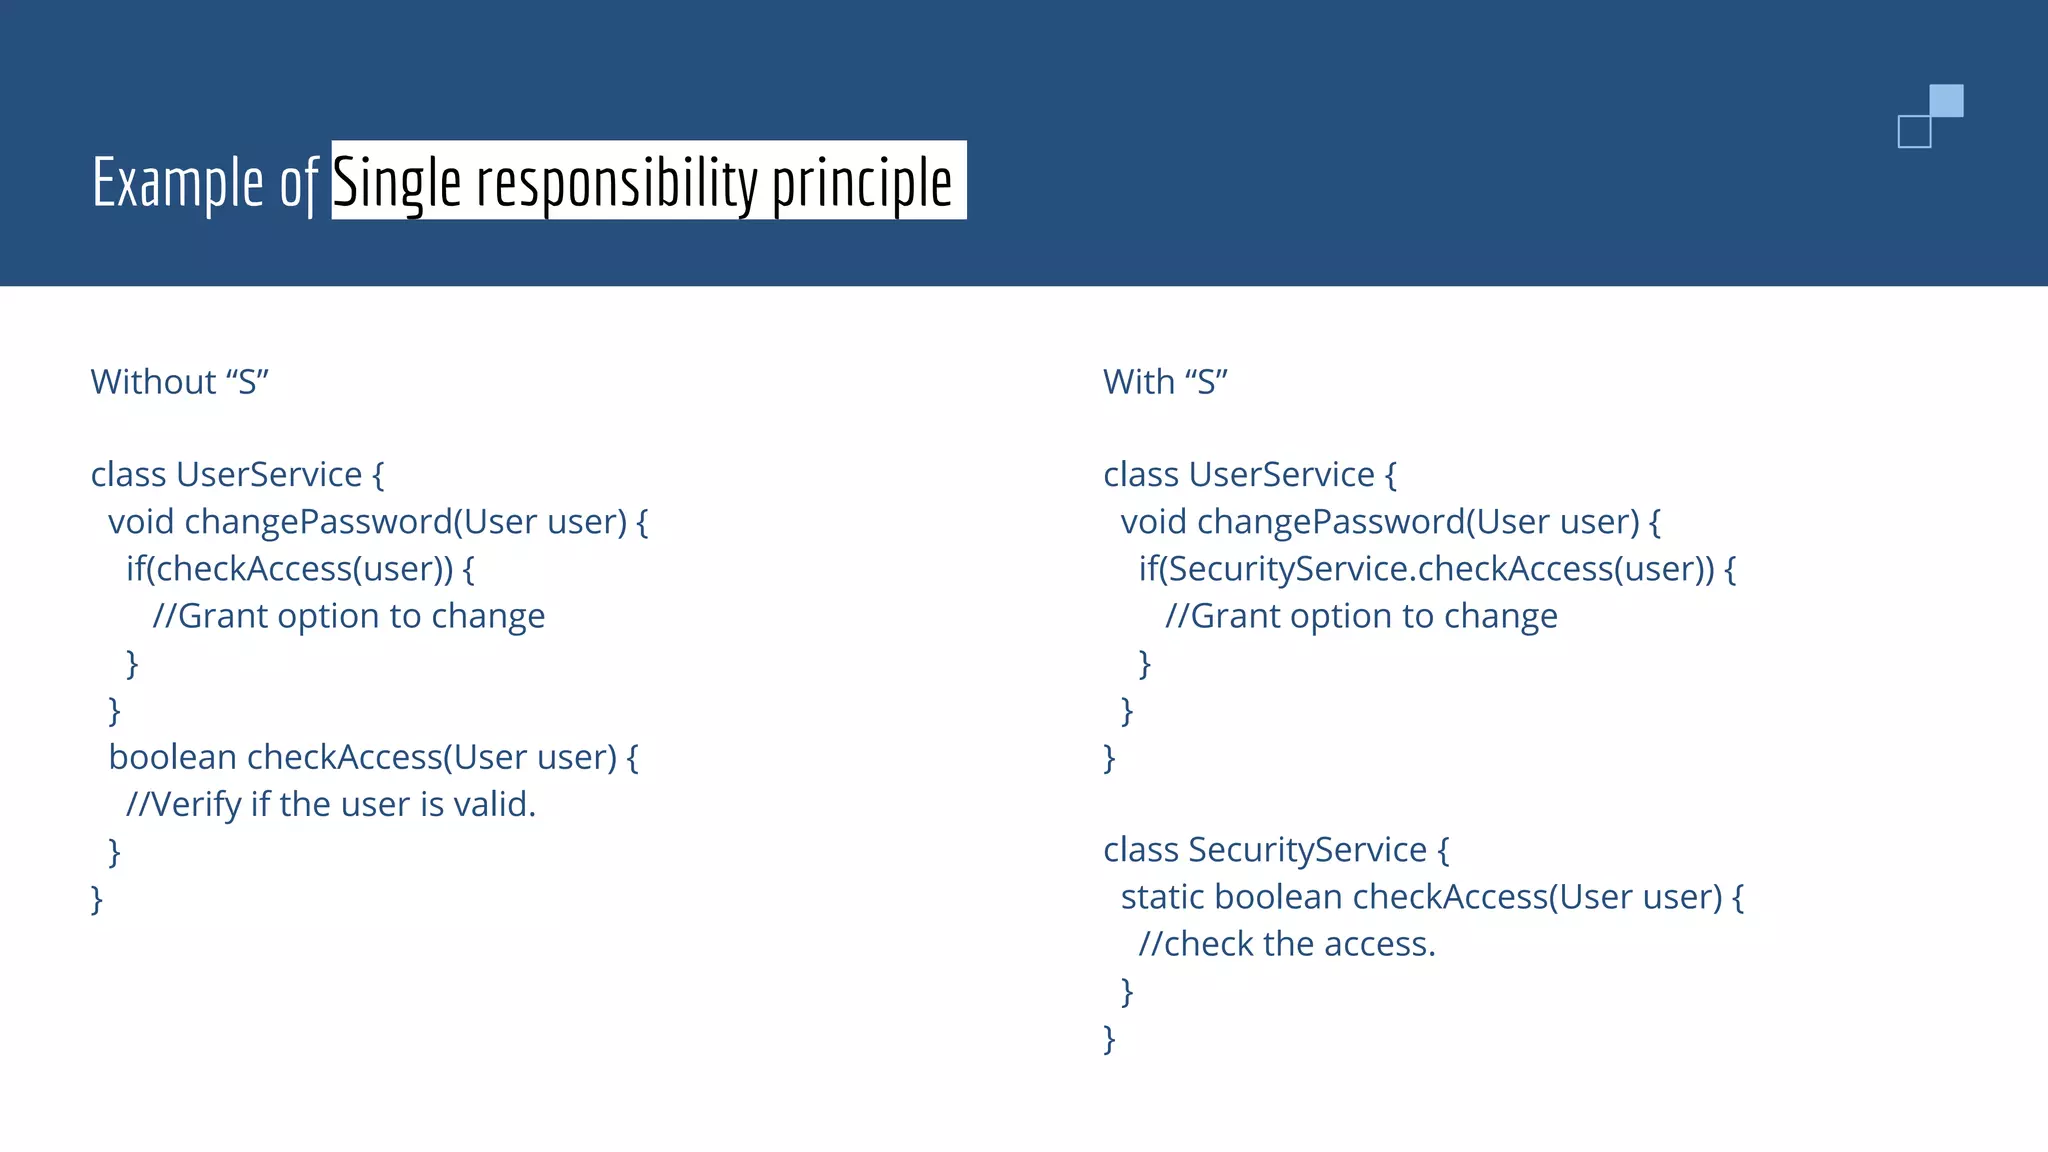 Example of Single responsibility principle
Without “S”
class UserService {
void changePassword(User user) {
if(checkAccess(user)) {
//Grant option to change
}
}
boolean checkAccess(User user) {
//Verify if the user is valid.
}
}
With “S”
class UserService {
void changePassword(User user) {
if(SecurityService.checkAccess(user)) {
//Grant option to change
}
}
}
class SecurityService {
static boolean checkAccess(User user) {
//check the access.
}
}